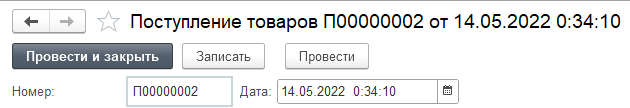 Поступление товаров П00000002 от 14.05.2022 0:34:10
Провести и закрыть Записать Провести
Номер: П00000002 Дата: 14.05.2022 0:34:10